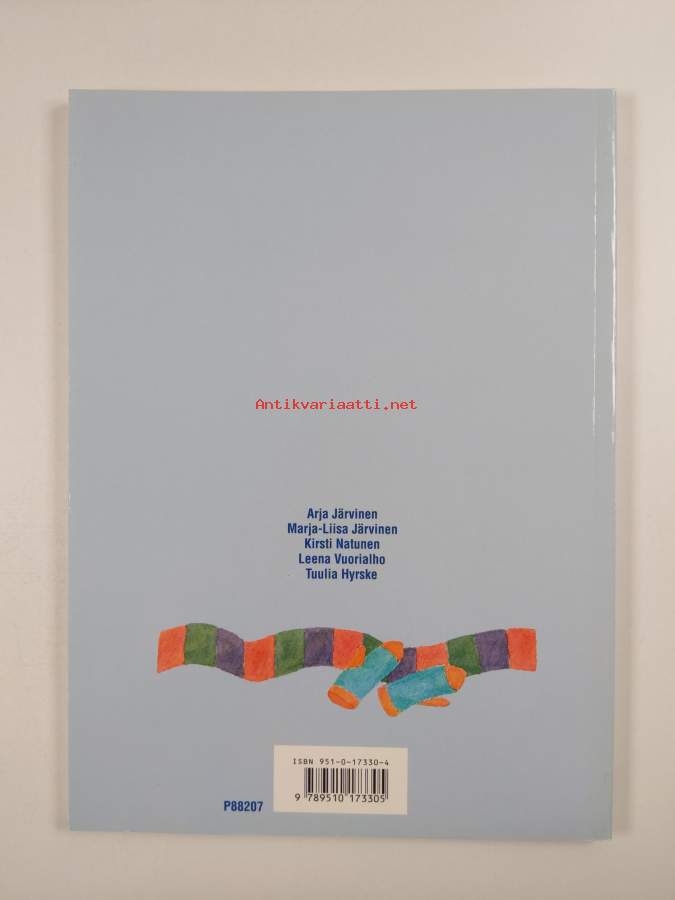 Antikvariaatti.net
Arja Järvinen
Marja-Liisa Järvinen
Kirsti Natunen
Leena Vuorialho
Tuulia Hyrske
ISBN 951-0-17330-4
9 789510 173305
P88207